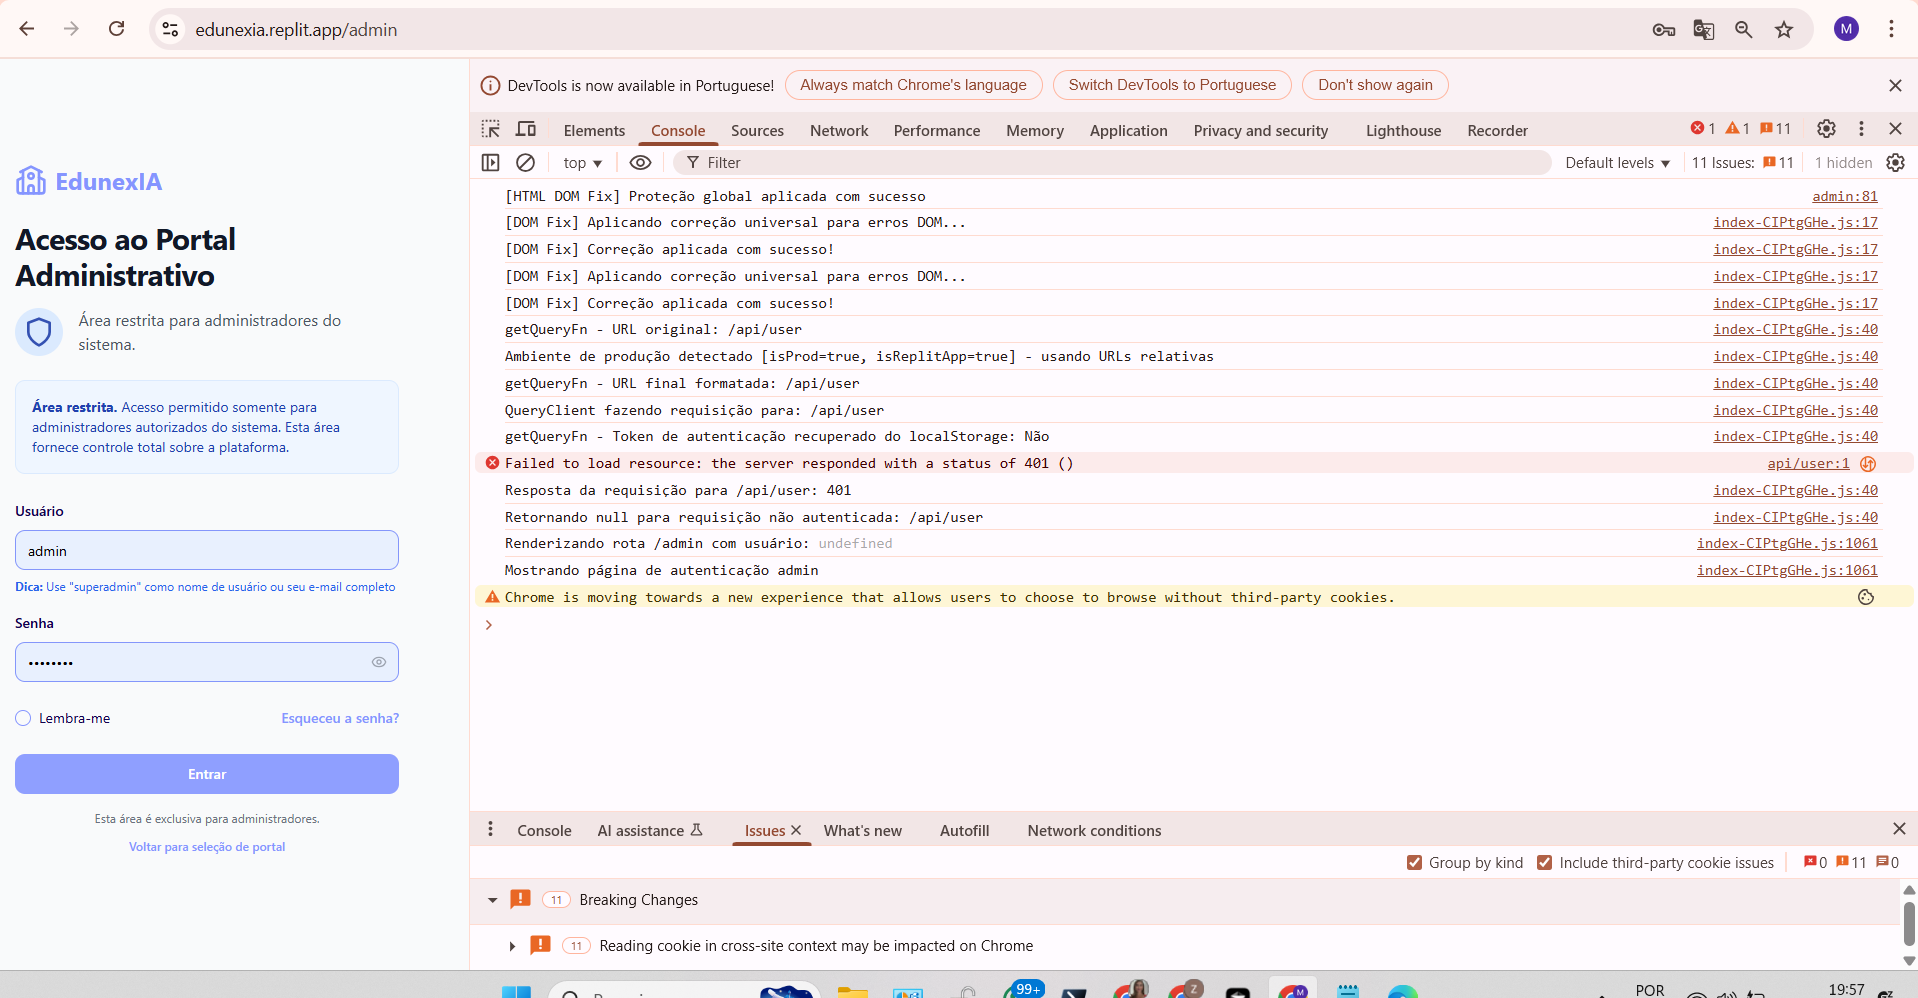 edunexia.replit.app/admin
M
DevTools is now available in Portuguese!
Always match Chrome's language
Switch DevTools to Portuguese
Don't show again
Elements
Console
Sources
Network
Performance
Memory
Application
Privacy and security
Lighthouse
Recorder
1
1
11
top
Filter
Default levels
11 Issues:
11
1 hidden
EdunexIA
Acesso ao Portal
Administrativo
Área restrita para administradores do
sistema.
Área restrita. Acesso permitido somente para
administradores autorizados do sistema. Esta área
fornece controle total sobre a plataforma.
Usuário
admin
Dica: Use "superadmin" como nome de usuário ou seu e-mail completo
Senha
••••••••
Lembra-me
Esqueceu a senha?
Entrar
Esta área é exclusiva para administradores.
Voltar para seleção de portal
[HTML DOM Fix] Proteção global aplicada com sucesso admin:81
[DOM Fix] Aplicando correção universal para erros DOM... index-CIPtgGHe.js:17
[DOM Fix] Correção aplicada com sucesso! index-CIPtgGHe.js:17
[DOM Fix] Aplicando correção universal para erros DOM... index-CIPtgGHe.js:17
[DOM Fix] Correção aplicada com sucesso! index-CIPtgGHe.js:17
getQueryFn - URL original: /api/user index-CIPtgGHe.js:40
Ambiente de produção detectado [isProd=true, isReplitApp=true] - usando URLs relativas index-CIPtgGHe.js:40
getQueryFn - URL final formatada: /api/user index-CIPtgGHe.js:40
QueryClient fazendo requisição para: /api/user index-CIPtgGHe.js:40
getQueryFn - Token de autenticação recuperado do localStorage: Não index-CIPtgGHe.js:40
Failed to load resource: the server responded with a status of 401 () api/user:1
Resposta da requisição para /api/user: 401 index-CIPtgGHe.js:40
Retornando null para requisição não autenticada: /api/user index-CIPtgGHe.js:40
Renderizando rota /admin com usuário: undefined index-CIPtgGHe.js:1061
Mostrando página de autenticação admin index-CIPtgGHe.js:1061
Chrome is moving towards a new experience that allows users to choose to browse without third-party cookies.
Console
AI assistance
Issues
What's new
Autofill
Network conditions
Group by kind
Include third-party cookie issues
0
11
0
11 Breaking Changes
11 Reading cookie in cross-site context may be impacted on Chrome
99+
Z
M
POR
19:57